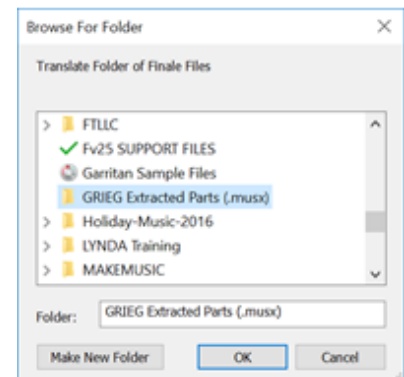 Browse For Folder
Translate Folder of Finale Files
FTLLC
Fv25 SUPPORT FILES
Garritan Sample Files
GRIEG Extracted Parts (.musx)
Holiday-Music-2016
LYNDA Training
MAKEMUSIC
Folder: GRIEG Extracted Parts (.musx)
Make New Folder OK Cancel